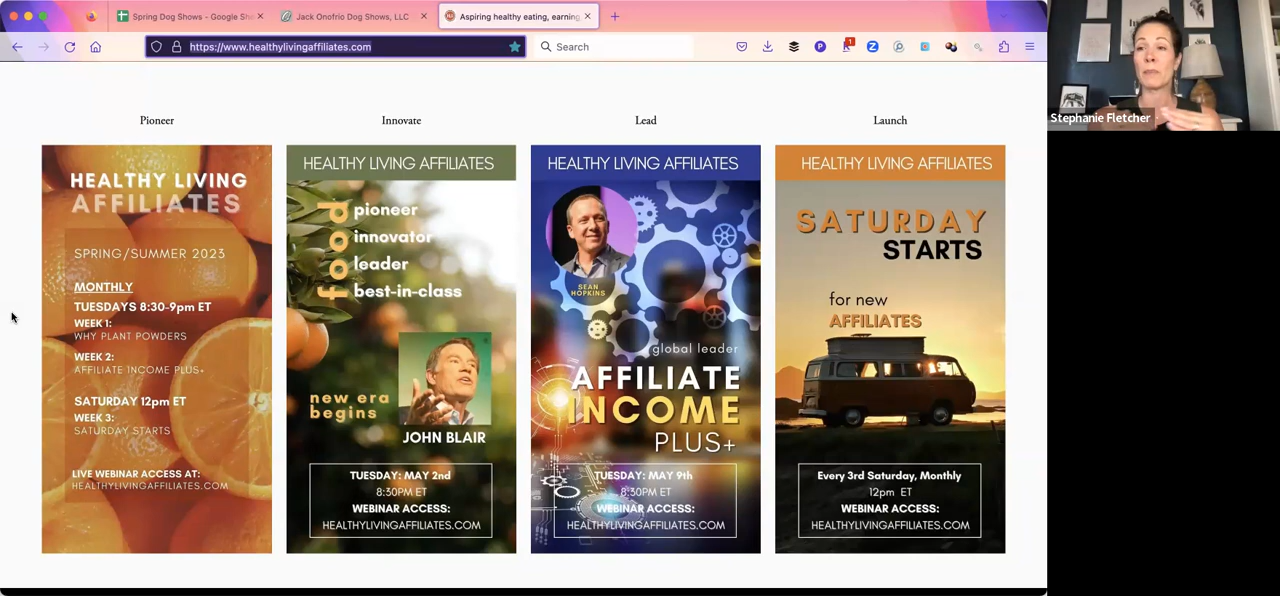 Spring Dog Shows - Google She
Jack Onofrio Dog Shows, LLC
Aspiring healthy eating, earning
https://www.healthylivingaffiliates.com
Search
1
Stephanie Fletcher
Pioneer
Innovate
Lead
Launch
HEALTHY LIVING
AFFILIATES
SPRING/SUMMER 2023
MONTHLY
TUESDAYS 8:30-9pm ET
WEEK 1:
WHY PLANT POWDERS
WEEK 2:
AFFILIATE INCOME PLUS+
SATURDAY 12pm ET
WEEK 3:
SATURDAY STARTS
LIVE WEBINAR ACCESS AT:
HEALTHYLIVINGAFFILIATES.COM
HEALTHY LIVING AFFILIATES
food
pioneer
innovator
leader
best-in-class
new era
begins
JOHN BLAIR
TUESDAY: MAY 2nd
8:30PM ET
WEBINAR ACCESS:
HEALTHYLIVINGAFFILIATES.COM
HEALTHY LIVING AFFILIATES
SEAN
HOPKINS
global leader
AFFILIATE
INCOME
PLUS+
TUESDAY: MAY 9th
8:30PM ET
WEBINAR ACCESS:
HEALTHYLIVINGAFFILIATES.COM
HEALTHY LIVING AFFILIATES
SATURDAY
STARTS
for new
AFFILIATES
Every 3rd Saturday, Monthly
12pm ET
WEBINAR ACCESS:
HEALTHYLIVINGAFFILIATES.COM